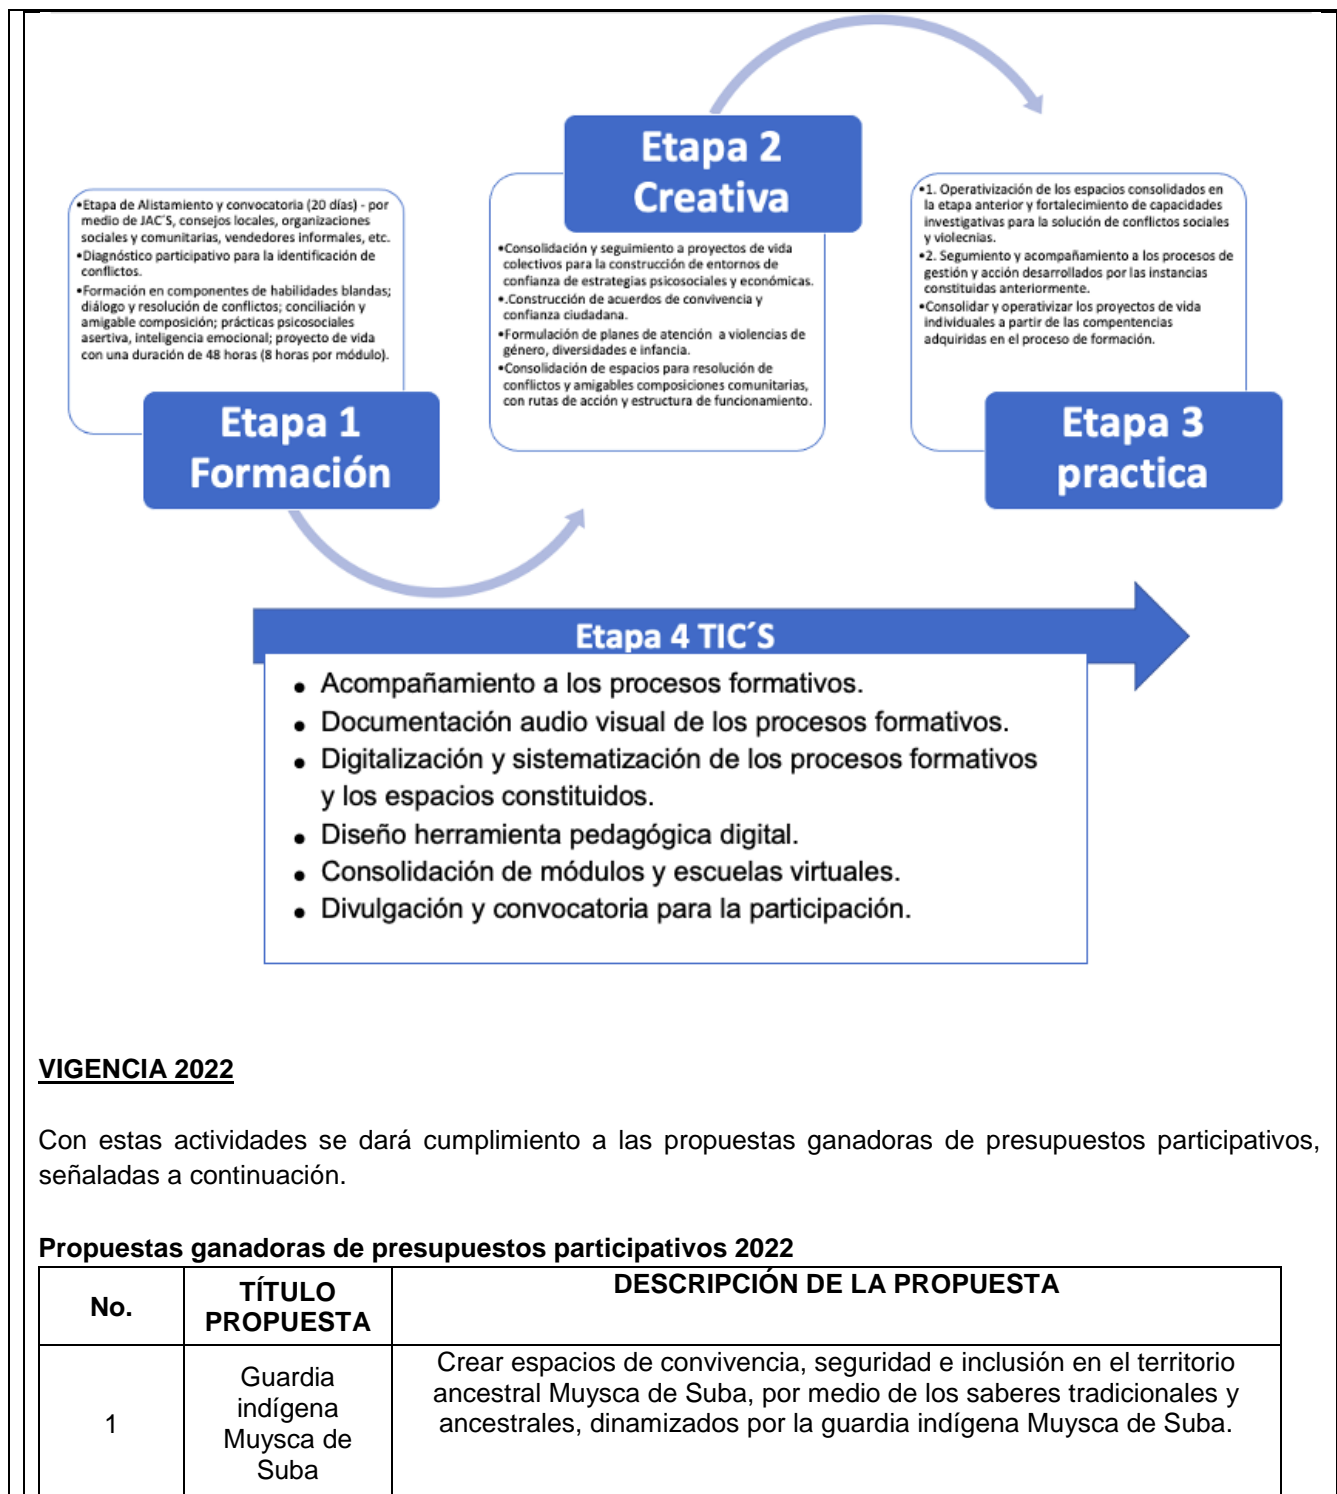 •Etapa de Alistamiento y convocatoria (20 días) - por
medio de JAC´S, consejos locales, organizaciones
sociales y comunitarias, vendedores informales, etc.
•Diagnóstico participativo para la identificación de
conflictos.
•Formación en componentes de habilidades blandas;
diálogo y resolución de conflictos; conciliación y
amigable composición; prácticas psicosociales
asertiva, inteligencia emocional; proyecto de vida
con una duración de 48 horas (8 horas por módulo).
Etapa 1
Formación
Etapa 2
Creativa
•Consolidación y seguimiento a proyectos de vida
colectivos para la construcción de entornos de
confianza de estrategias psicosociales y económicas.
•.Construcción de acuerdos de convivencia y
confianza ciudadana.
•Formulación de planes de atención a violencias de
género, diversidades e infancia.
•Consolidación de espacios para resolución de
conflictos y amigables composiciones comunitarias,
con rutas de acción y estructura de funcionamiento.
•1. Operativización de los espacios consolidados en
la etapa anterior y fortalecimiento de capacidades
investigativas para la solución de conflictos sociales
y violecnias.
•2. Segumiento y acompañamiento a los procesos de
gestión y acción desarrollados por las instancias
constituidas anteriormente.
•Consolidar y operativizar los proyectos de vida
individuales a partir de las compentencias
adquiridas en el proceso de formación.
Etapa 3
practica
Etapa 4 TIC´S
• Acompañamiento a los procesos formativos.
• Documentación audio visual de los procesos formativos.
• Digitalización y sistematización de los procesos formativos
y los espacios constituidos.
• Diseño herramienta pedagógica digital.
• Consolidación de módulos y escuelas virtuales.
• Divulgación y convocatoria para la participación.
VIGENCIA 2022
Con estas actividades se dará cumplimiento a las propuestas ganadoras de presupuestos participativos,
señaladas a continuación.
Propuestas ganadoras de presupuestos participativos 2022
No.
TÍTULO
PROPUESTA
DESCRIPCIÓN DE LA PROPUESTA
1
Guardia
indígena
Muysca de
Suba
Crear espacios de convivencia, seguridad e inclusión en el territorio
ancestral Muysca de Suba, por medio de los saberes tradicionales y
ancestrales, dinamizados por la guardia indígena Muysca de Suba.